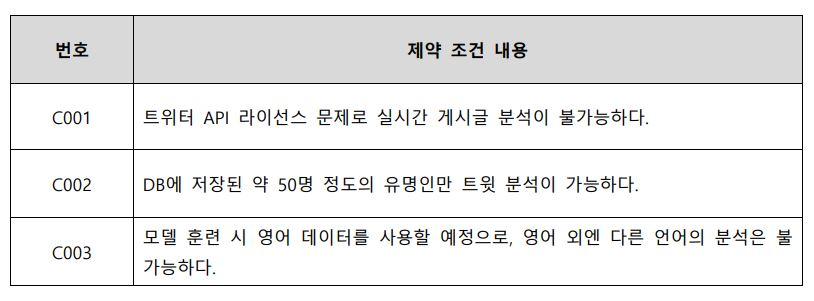 번호 제약 조건 내용
C001 트위터 API 라이선스 문제로 실시간 게시글 분석이 불가능하다.
C002 DB에 저장된 약 50명 정도의 유명인만 트윗 분석이 가능하다.
C003 모델 훈련 시 영어 데이터를 사용할 예정으로, 영어 외엔 다른 언어의 분석은 불
가능하다.